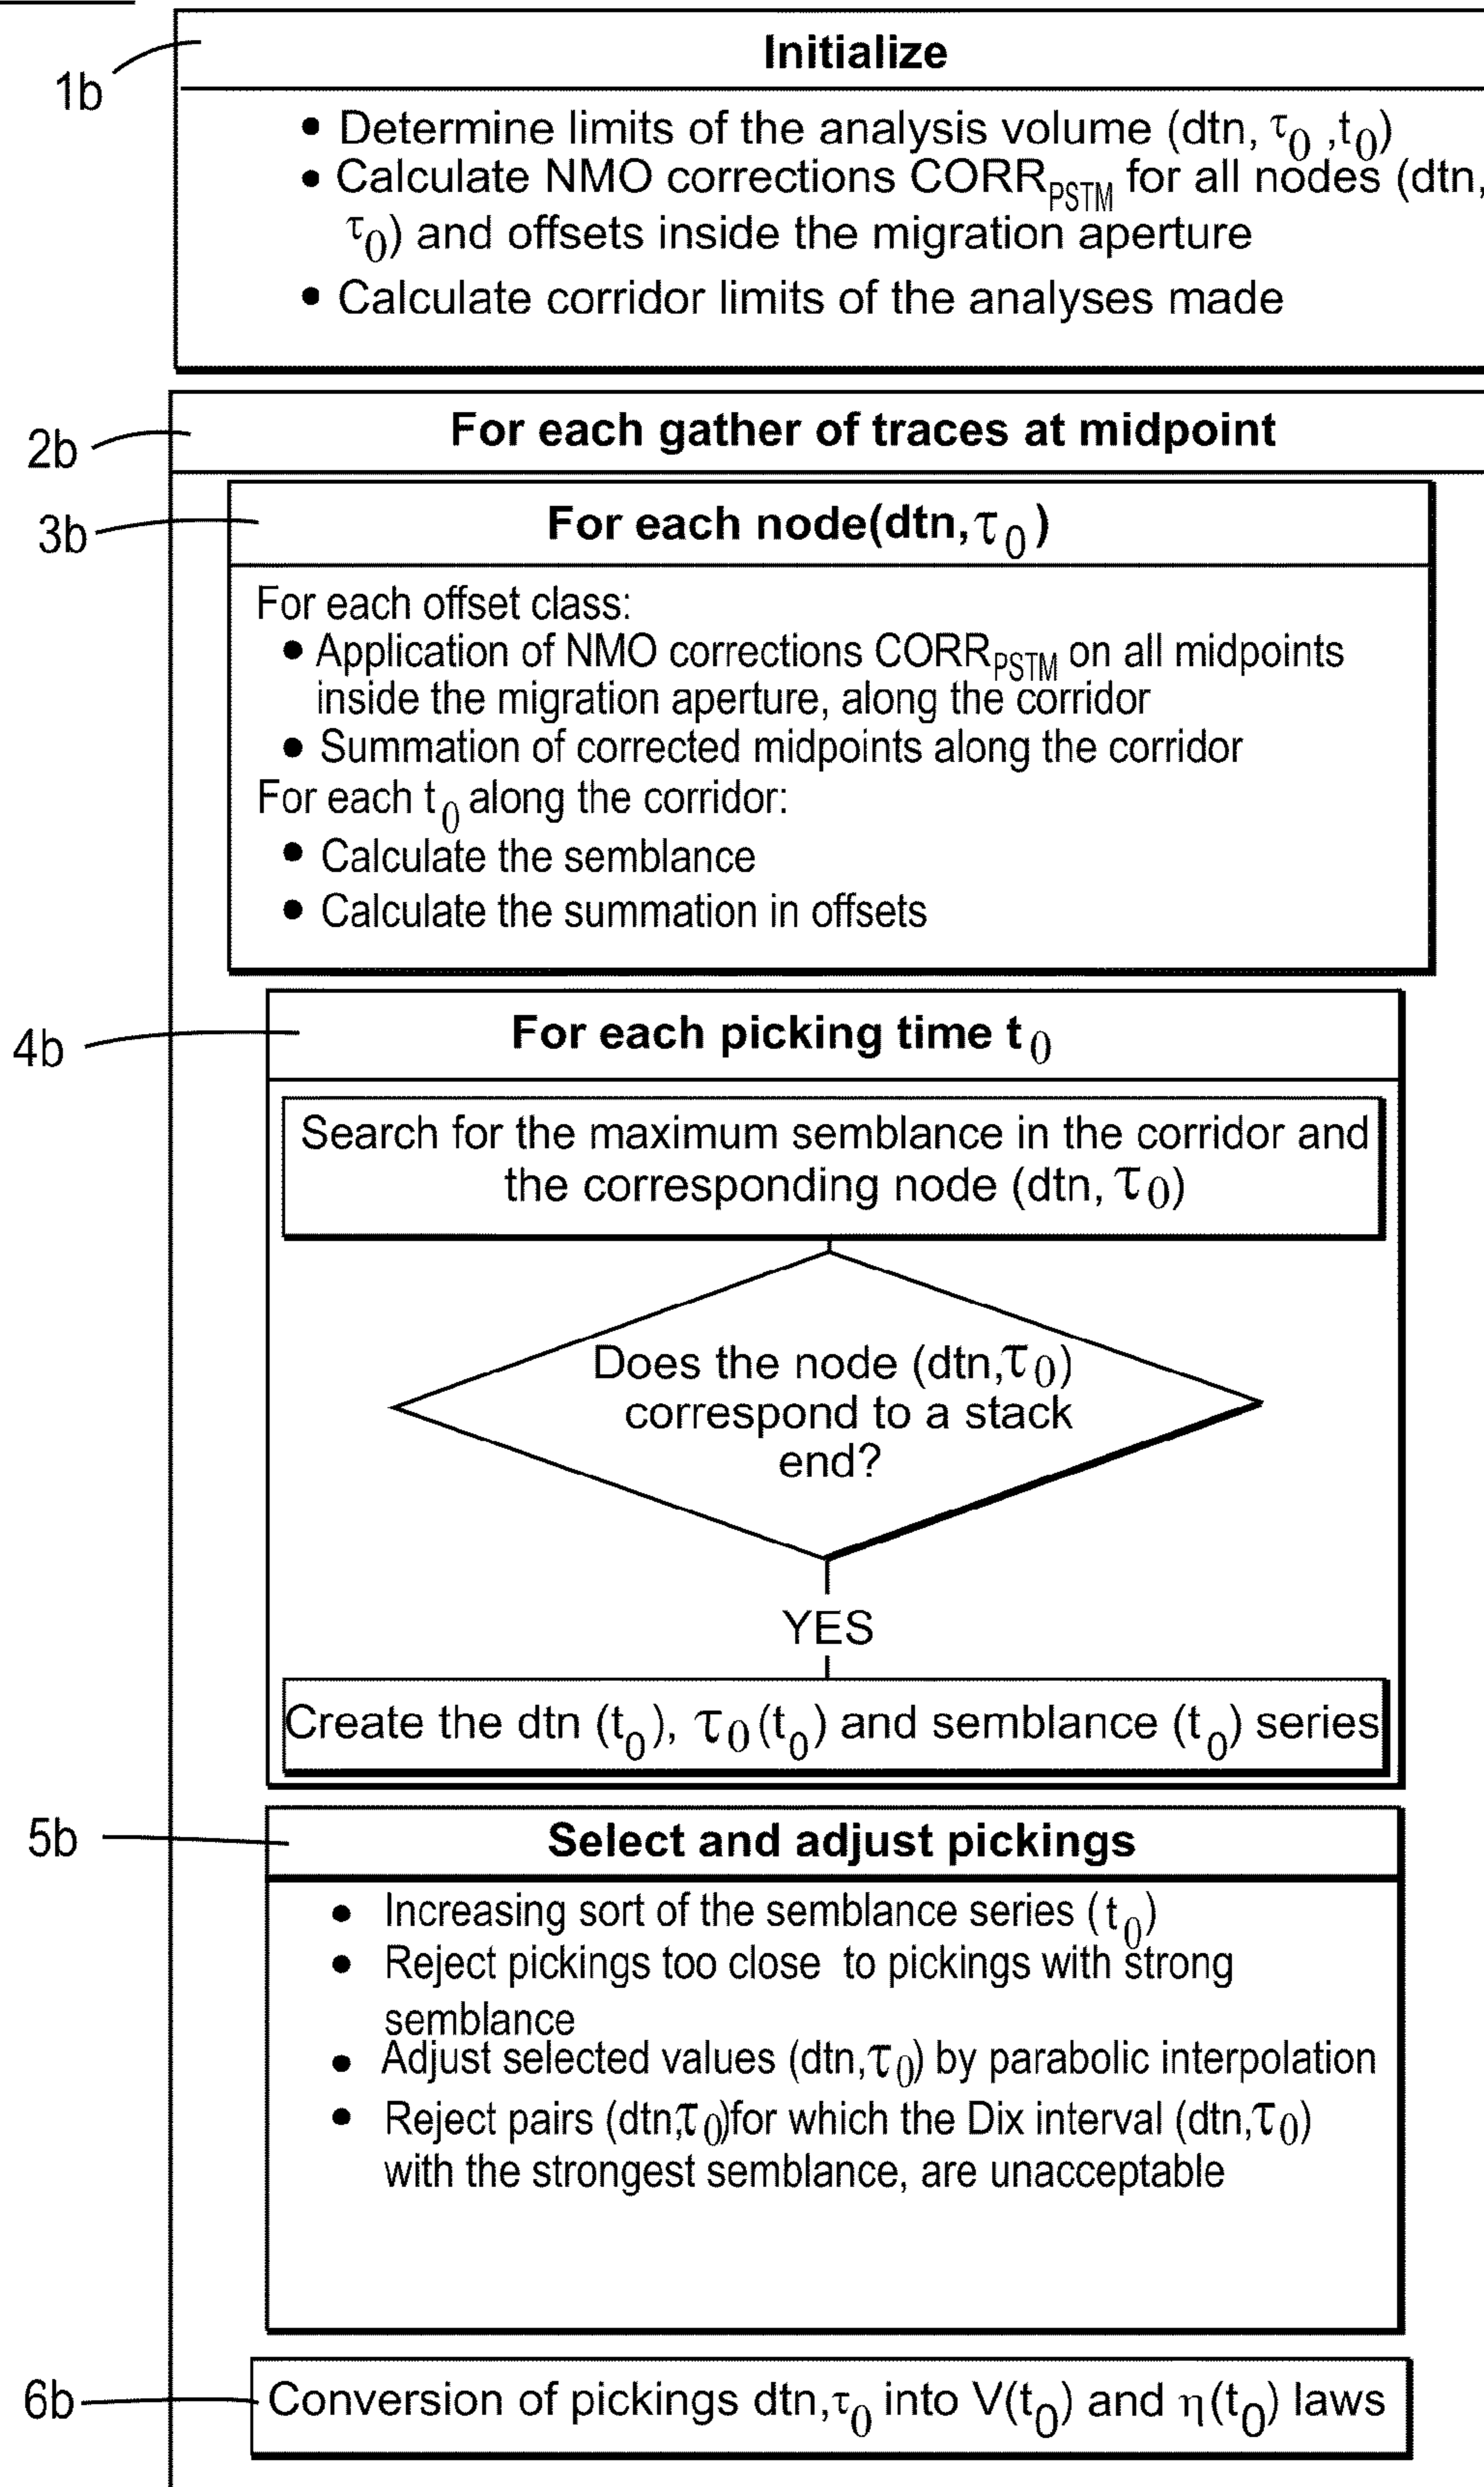 1b
Initialize
• Determine limits of the analysis volume (dtn, τ0 ,t0)
• Calculate NMO corrections CORRPSTM for all nodes (dtn,
τ0) and offsets inside the migration aperture
• Calculate corridor limits of the analyses made
2b
For each gather of traces at midpoint
3b
For each node(dtn,τ0)
For each offset class:
• Application of NMO corrections CORRPSTM on all midpoints
inside the migration aperture, along the corridor
• Summation of corrected midpoints along the corridor
For each t0 along the corridor:
• Calculate the semblance
• Calculate the summation in offsets
4b
For each picking time t0
Search for the maximum semblance in the corridor and
the corresponding node (dtn, τ0)
Does the node (dtn,τ0)
correspond to a stack
end?
YES
Create the dtn (t0), τ0(t0) and semblance (t0) series
5b
Select and adjust pickings
• Increasing sort of the semblance series (t0)
• Reject pickings too close to pickings with strong
semblance
• Adjust selected values (dtn,τ0) by parabolic interpolation
• Reject pairs (dtn,τ0)for which the Dix interval (dtn,τ0)
with the strongest semblance, are unacceptable
6b
Conversion of pickings dtn,τ0 into V(t0) and η(t0) laws